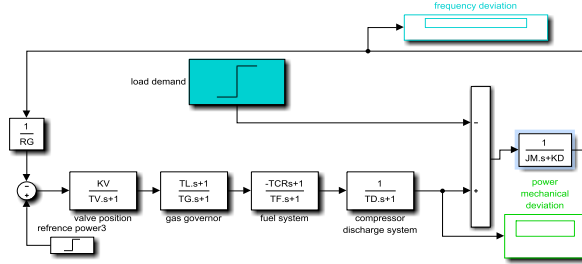 frequency deviation
load demand
1
RG
−
+
KV
TV.s+1
valve position
TL.s+1
TG.s+1
gas governor
-TCRs+1
TF.s+1
fuel system
1
TD.s+1
compressor
discharge system
−
+
1
JM.s+KD
power
mechanical
deviation
refrence power3